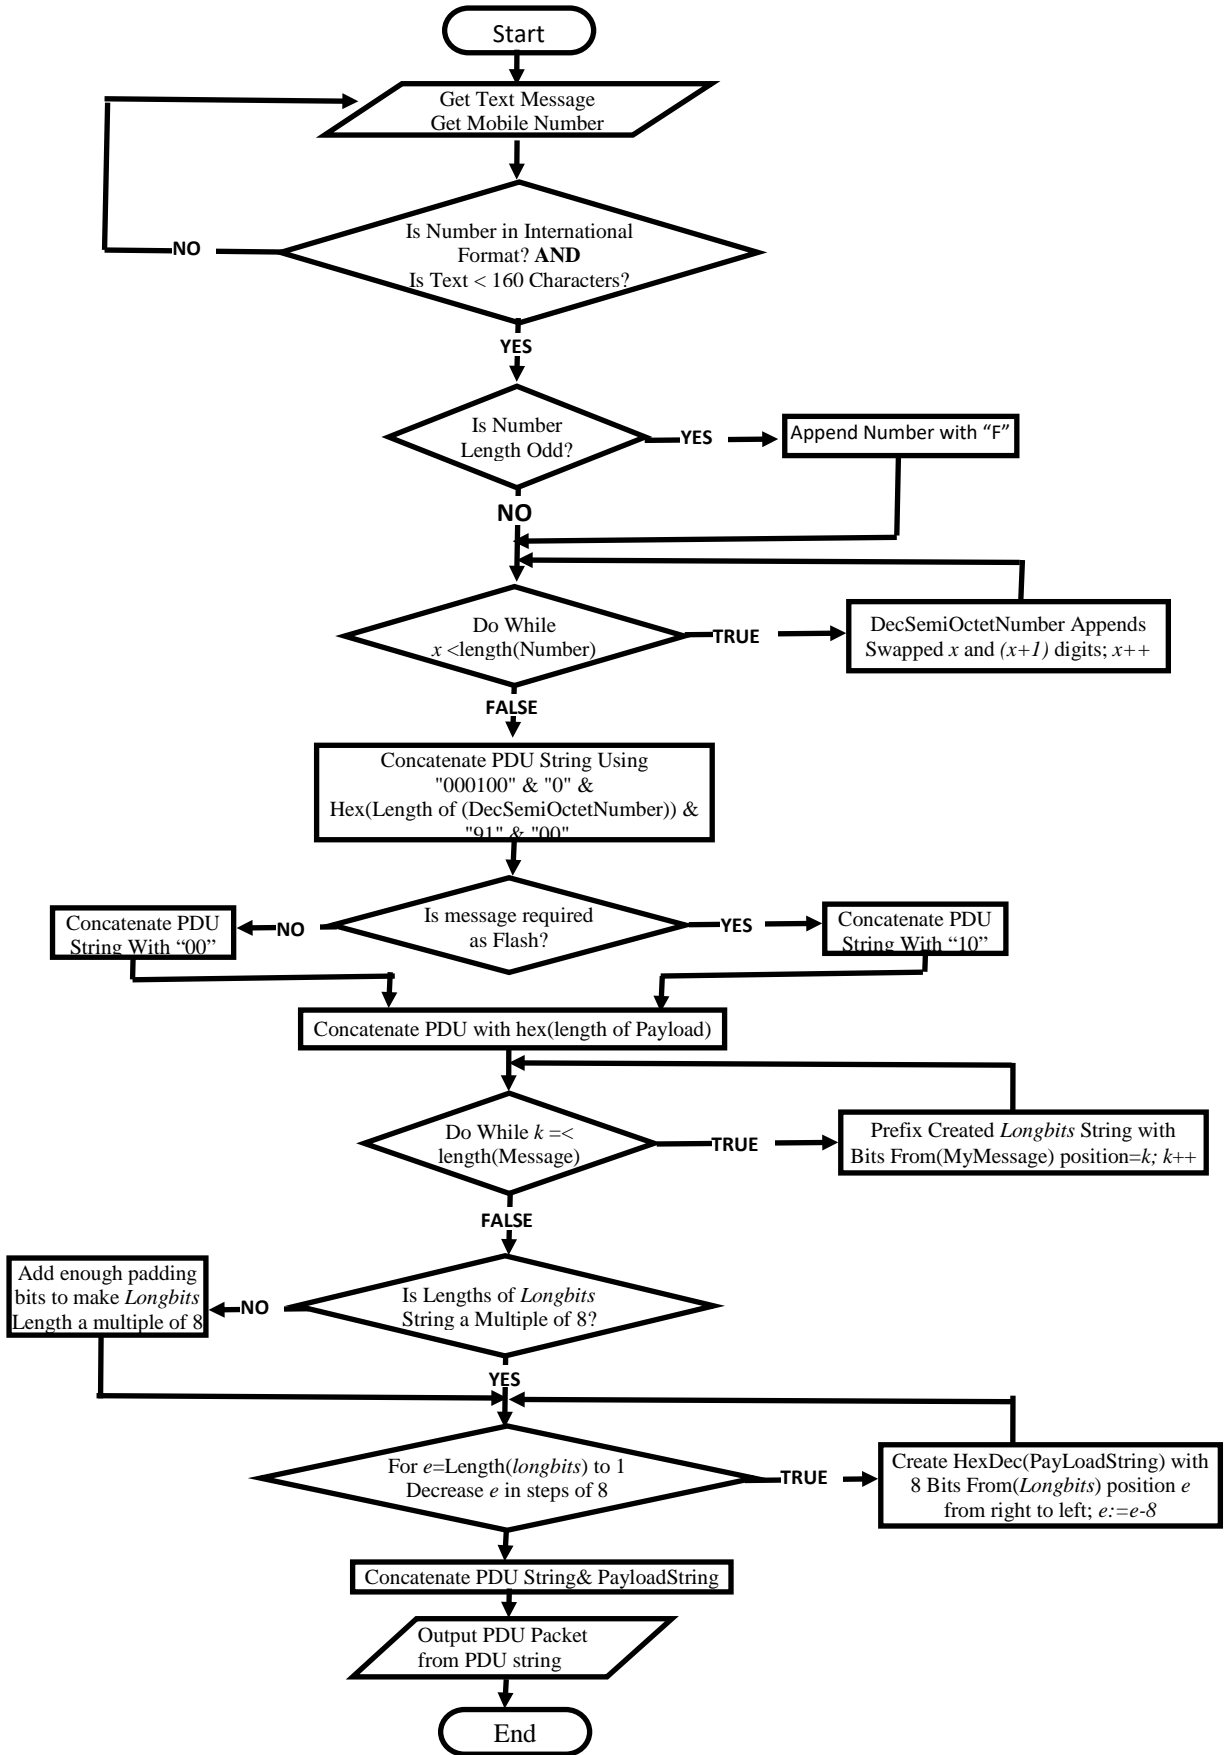 Start
Get Text Message
Get Mobile Number
Is Number in International
Format? AND
Is Text < 160 Characters?
NO
YES
Is Number
Length Odd?
YES
Append Number with “F”
NO
Do While
x <length(Number)
TRUE
DecSemiOctetNumber Appends
Swapped x and (x+1) digits; x++
FALSE
Concatenate PDU String Using
"000100" & "0" &
Hex(Length of (DecSemiOctetNumber)) &
"91" & "00"
Is message required
as Flash?
NO
Concatenate PDU
String With “00”
YES
Concatenate PDU
String With “10”
Concatenate PDU with hex(length of Payload)
Do While k =<
length(Message)
TRUE
Prefix Created Longbits String with
Bits From(MyMessage) position=k; k++
FALSE
Is Lengths of Longbits
String a Multiple of 8?
NO
Add enough padding
bits to make Longbits
Length a multiple of 8
YES
For e=Length(longbits) to 1
Decrease e in steps of 8
TRUE
Create HexDec(PayLoadString) with
8 Bits From(Longbits) position e
from right to left; e:=e-8
Concatenate PDU String& PayloadString
Output PDU Packet
from PDU string
End